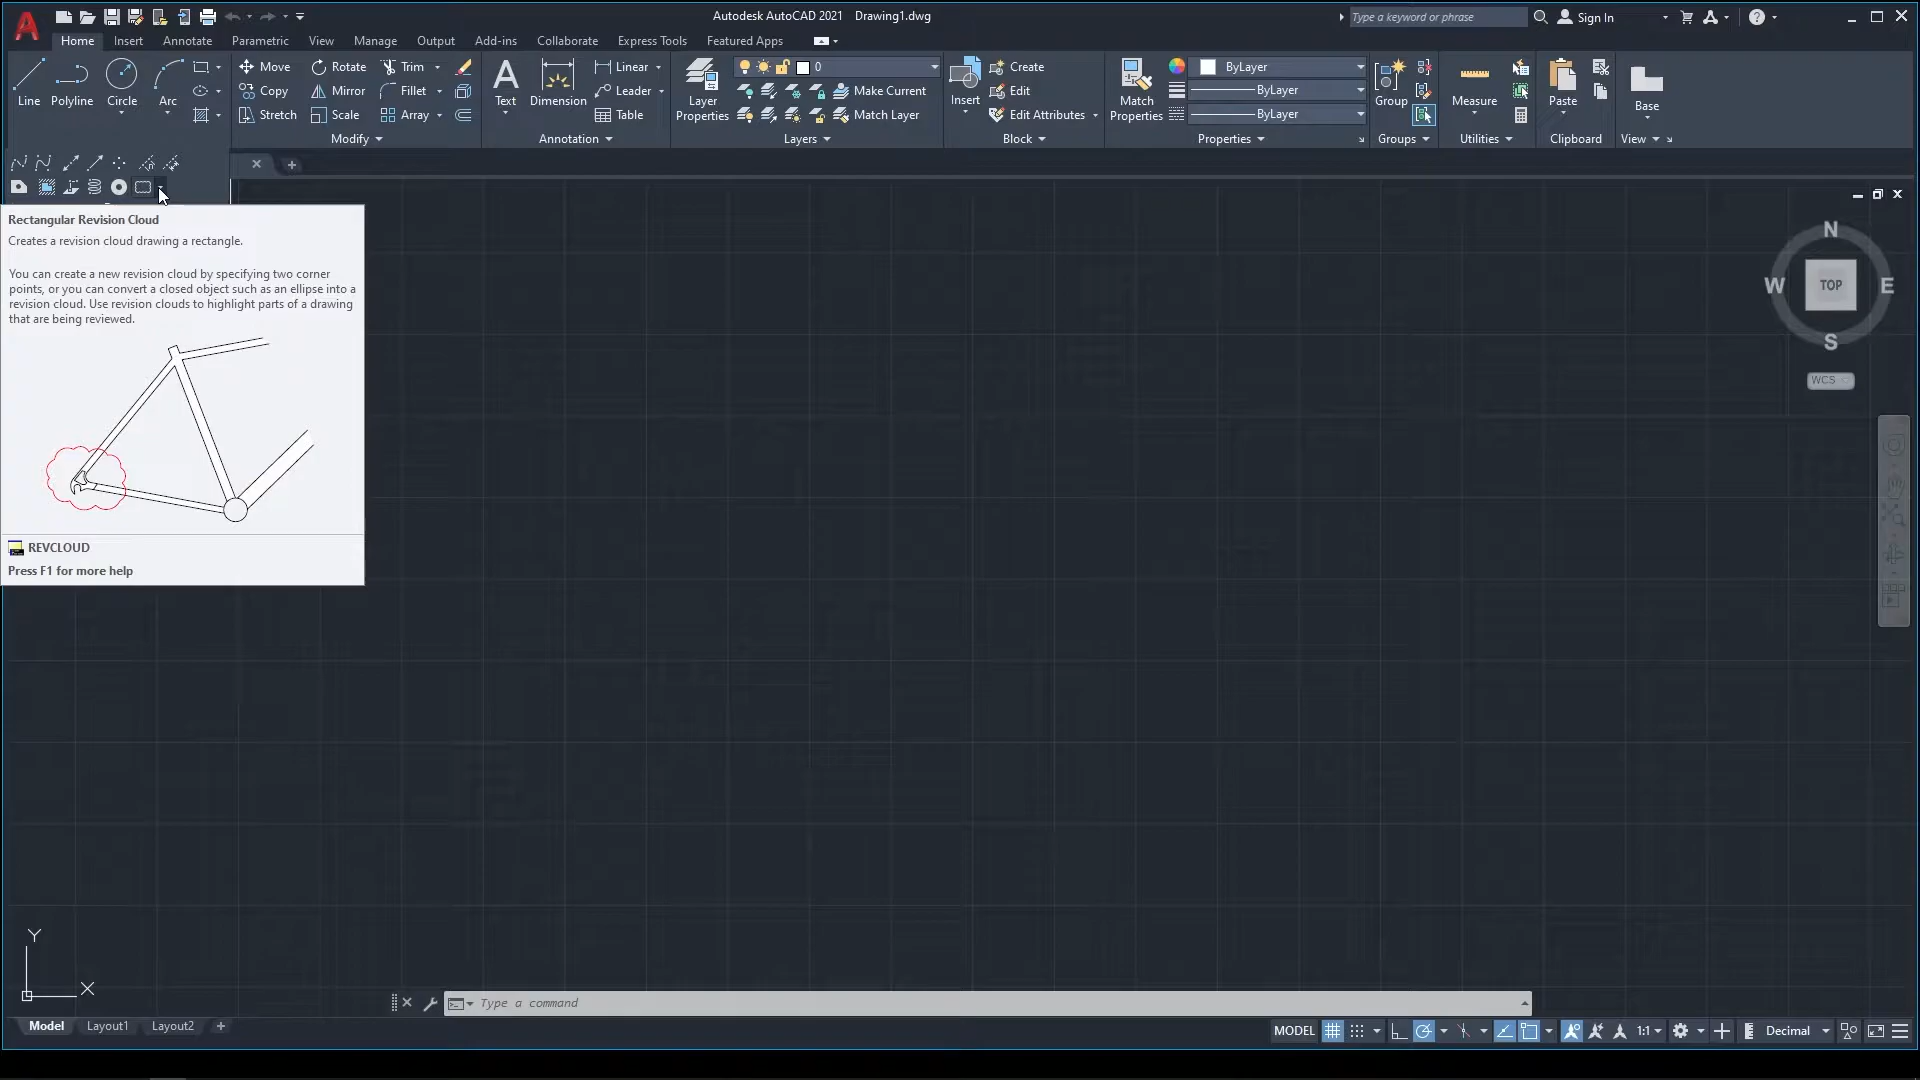 Autodesk AutoCAD 2021 Drawing1.dwg
Type a keyword or phrase
Sign In
Home Insert Annotate Parametric View Manage Output Add-ins Collaborate Express Tools Featured Apps
Line Polyline Circle Arc
Move Rotate Trim
Copy Mirror Fillet
Stretch Scale Array
Modify
Text Dimension
Linear
Leader
Table
Annotation
Layer
Properties
0
Make Current
Match Layer
Layers
Insert
Create
Edit
Edit Attributes
Block
Match
Properties
ByLayer
ByLayer
ByLayer
Properties
Group
Groups
Measure
Utilities
Paste
Clipboard
Base
View
Rectangular Revision Cloud
Creates a revision cloud drawing a rectangle.
You can create a new revision cloud by specifying two corner
points, or you can convert a closed object such as an ellipse into a
revision cloud. Use revision clouds to highlight parts of a drawing
that are being reviewed.
REVCLOUD
Press F1 for more help
N
W TOP E
S
WCS
Y
X
Type a command
Model Layout1 Layout2
MODEL 1:1 Decimal